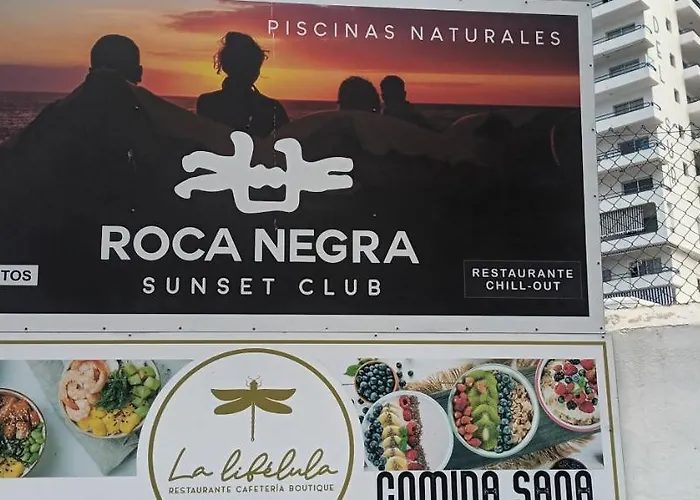 PISCINAS NATURALES
ROCA NEGRA
SUNSET CLUB
TOS
RESTAURANTE
CHILL-OUT
La libélula
RESTAURANTE CAFETERÍA BOUTIQUE
COMIDA SANA